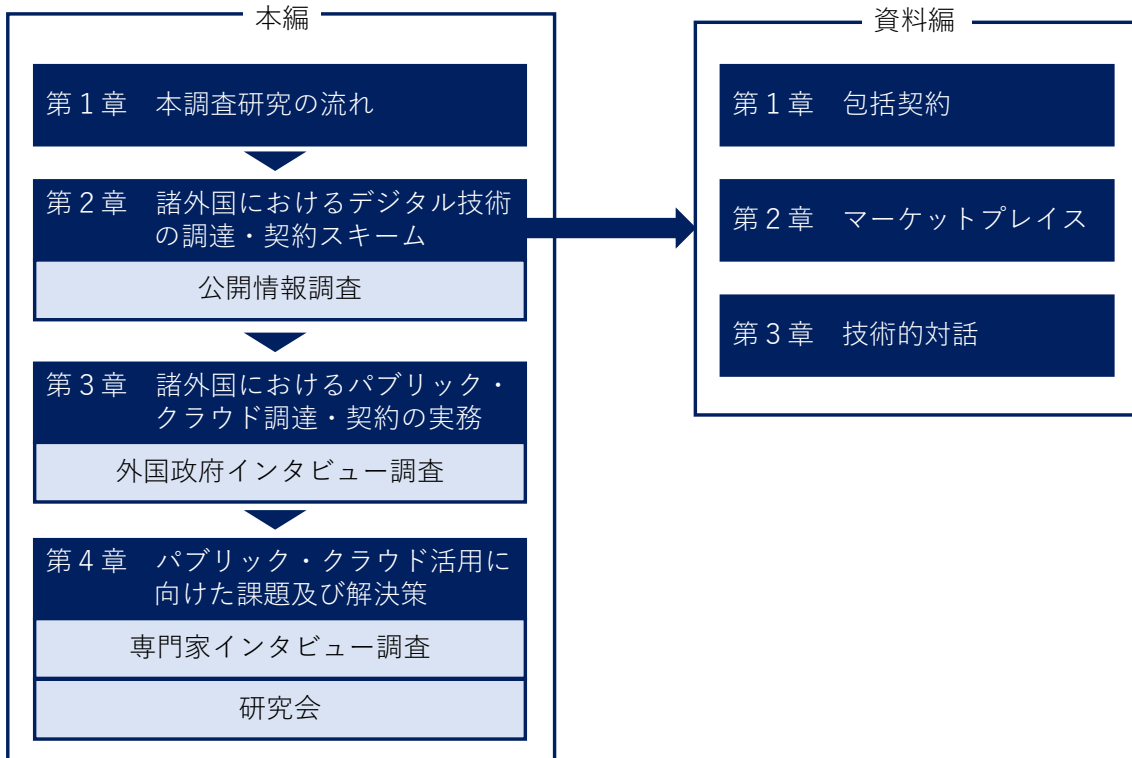 本編
第１章　本調査研究の流れ
第２章　諸外国におけるデジタル技術
の調達・契約スキーム
公開情報調査
第３章　諸外国におけるパブリック・
クラウド調達・契約の実務
外国政府インタビュー調査
第４章　パブリック・クラウド活用に
向けた課題及び解決策
専門家インタビュー調査
研究会
資料編
第１章　包括契約
第２章　マーケットプレイス
第３章　技術的対話